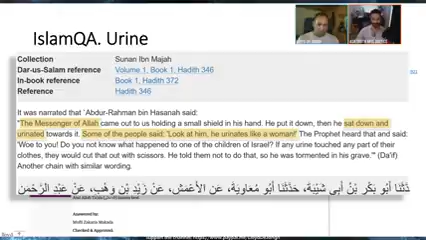 IslamQA. Urine
Collection Sunan Ibn Majah
Dar-us-Salam reference Volume 1, Book 1, Hadith 346
In-book reference Book 1, Hadith 372
Reference Hadith 346
It was narrated that 'Abdur-Rahman bin Hasanah said:
"The Messenger of Allah came out to us holding a small shield in his hand. He put it down, then he sat down and
urinated towards it. Some of the people said: 'Look at him, he urinates like a woman!' The Prophet heard that and said:
'Woe to you! Do you not know what happened to one of the children of Israel? If any urine touched any part of their
clothes, they would cut that out with scissors. He told them not to do that, so he was tormented in his grave.'" (Da'if)
Another chain with similar wording.
حَدَّثَنَا أَبُو بَكْرِ بْنُ أَبِي شَيْبَةَ، حَدَّثَنَا أَبُو مُعَاوِيَةَ، عَنِ الأَعْمَشِ، عَنْ زَيْدِ بْنِ وَهْبٍ، عَنْ عَبْدِ الرَّحْمَنِ
Answered by:
Checked & Approved: